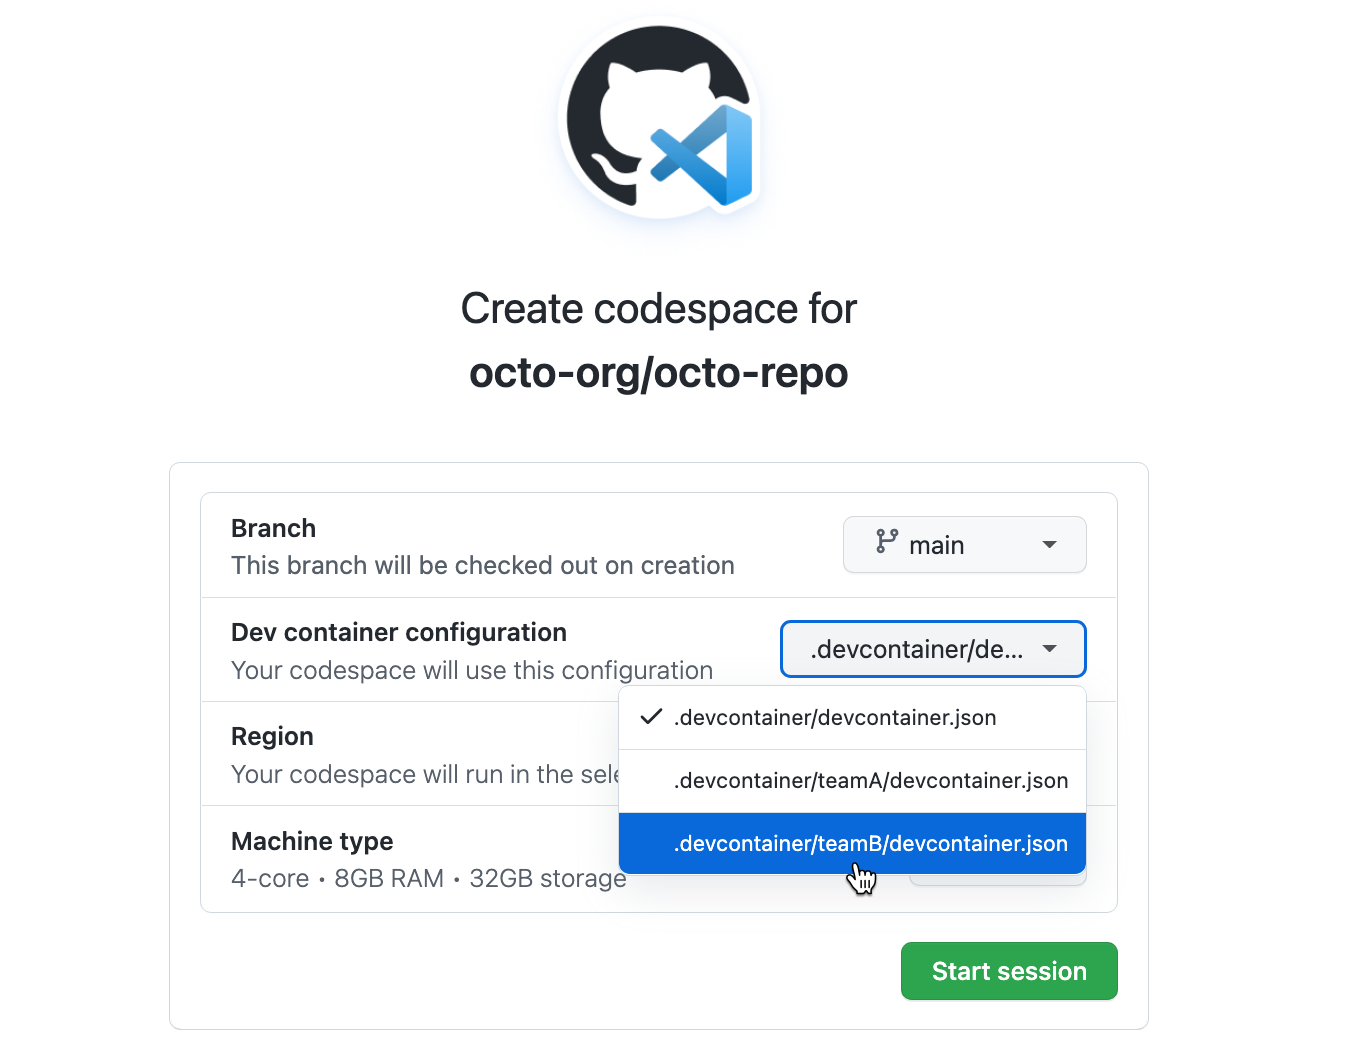 Create codespace for
octo-org/octo-repo
Branch
This branch will be checked out on creation
main
Dev container configuration
Your codespace will use this configuration
.devcontainer/de...
.devcontainer/devcontainer.json
.devcontainer/teamA/devcontainer.json
.devcontainer/teamB/devcontainer.json
Region
Your codespace will run in the
Machine type
4-core • 8GB RAM • 32GB storage
Start session